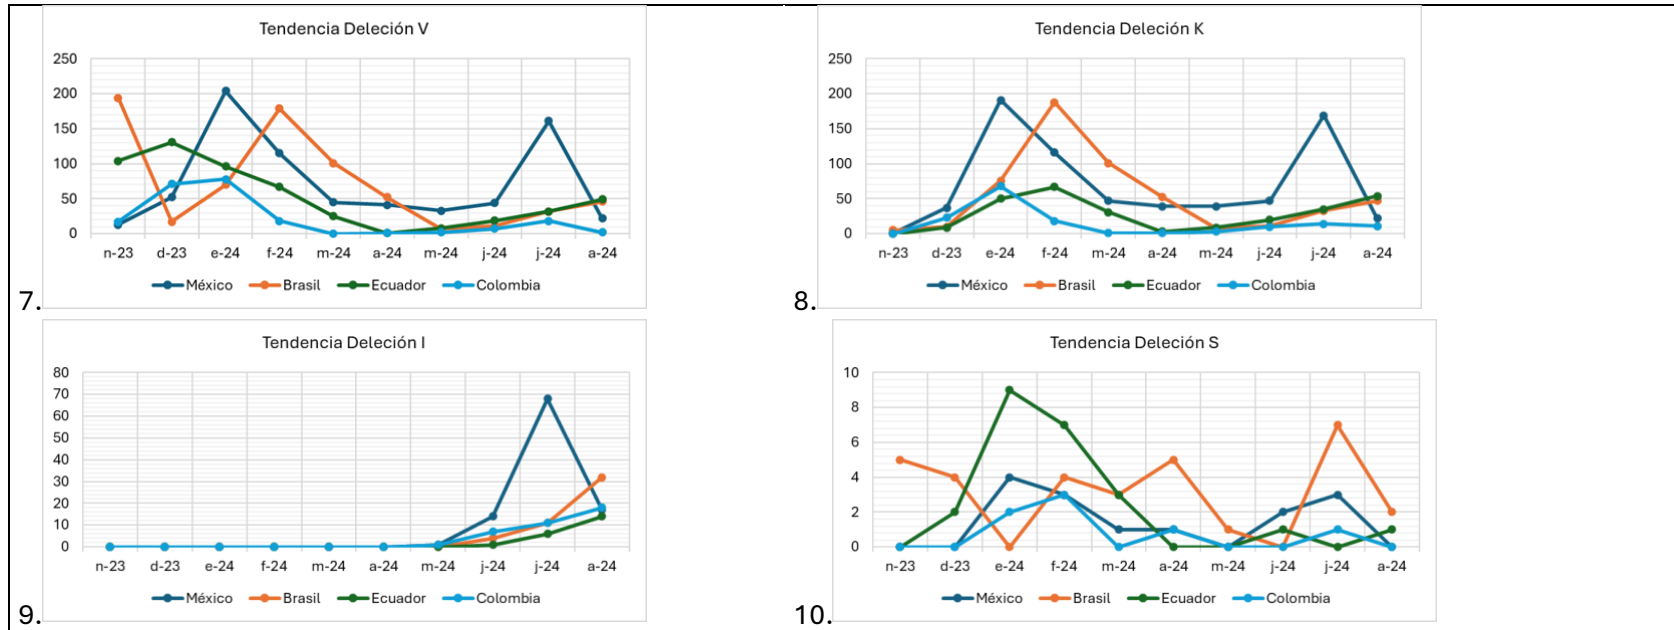 Tendencia Deleción V
250
200
150
100
50
0
n-23 d-23 e-24 f-24 m-24 a-24 m-24 j-24 j-24 a-24
México Brasil Ecuador Colombia
7.
Tendencia Deleción K
250
200
150
100
50
0
n-23 d-23 e-24 f-24 m-24 a-24 m-24 j-24 j-24 a-24
México Brasil Ecuador Colombia
8.
Tendencia Deleción I
80
70
60
50
40
30
20
10
0
n-23 d-23 e-24 f-24 m-24 a-24 m-24 j-24 j-24 a-24
México Brasil Ecuador Colombia
9.
Tendencia Deleción S
10
8
6
4
2
0
n-23 d-23 e-24 f-24 m-24 a-24 m-24 j-24 j-24 a-24
México Brasil Ecuador Colombia
10.